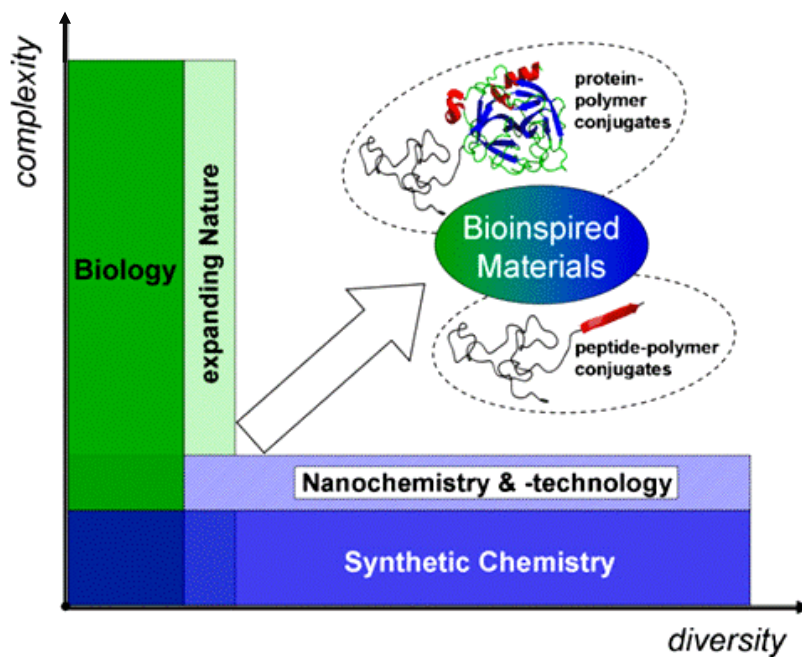 complexity
protein-
polymer
conjugates
Bioinspired
Materials
Biology
expanding Nature
peptide-polymer
conjugates
Nanochemistry & -technology
Synthetic Chemistry
diversity